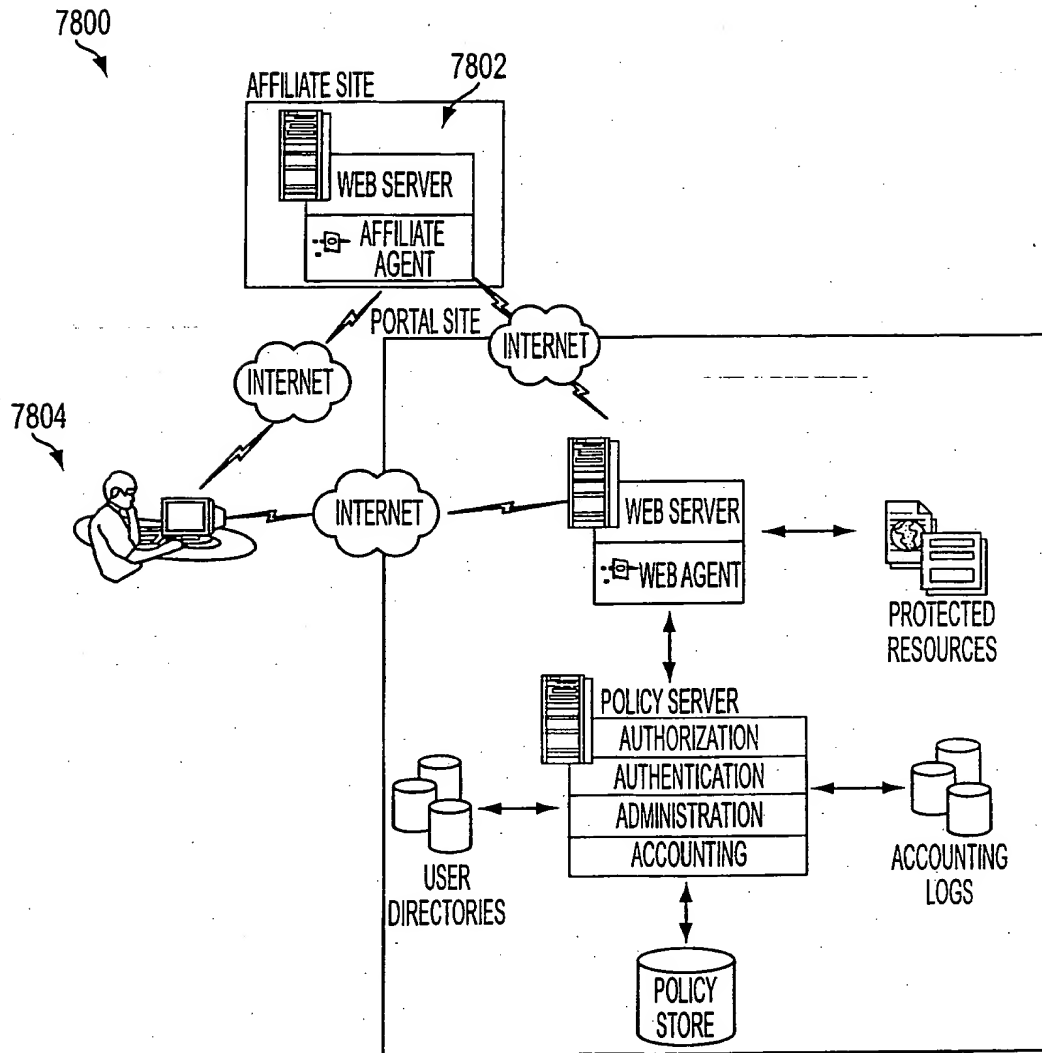 7800
7802
AFFILIATE SITE
WEB SERVER
AFFILIATE
AGENT
PORTAL SITE
INTERNET
INTERNET
7804
INTERNET
WEB SERVER
WEB AGENT
PROTECTED
RESOURCES
POLICY SERVER
AUTHORIZATION
AUTHENTICATION
ADMINISTRATION
ACCOUNTING
USER
DIRECTORIES
ACCOUNTING
LOGS
POLICY
STORE